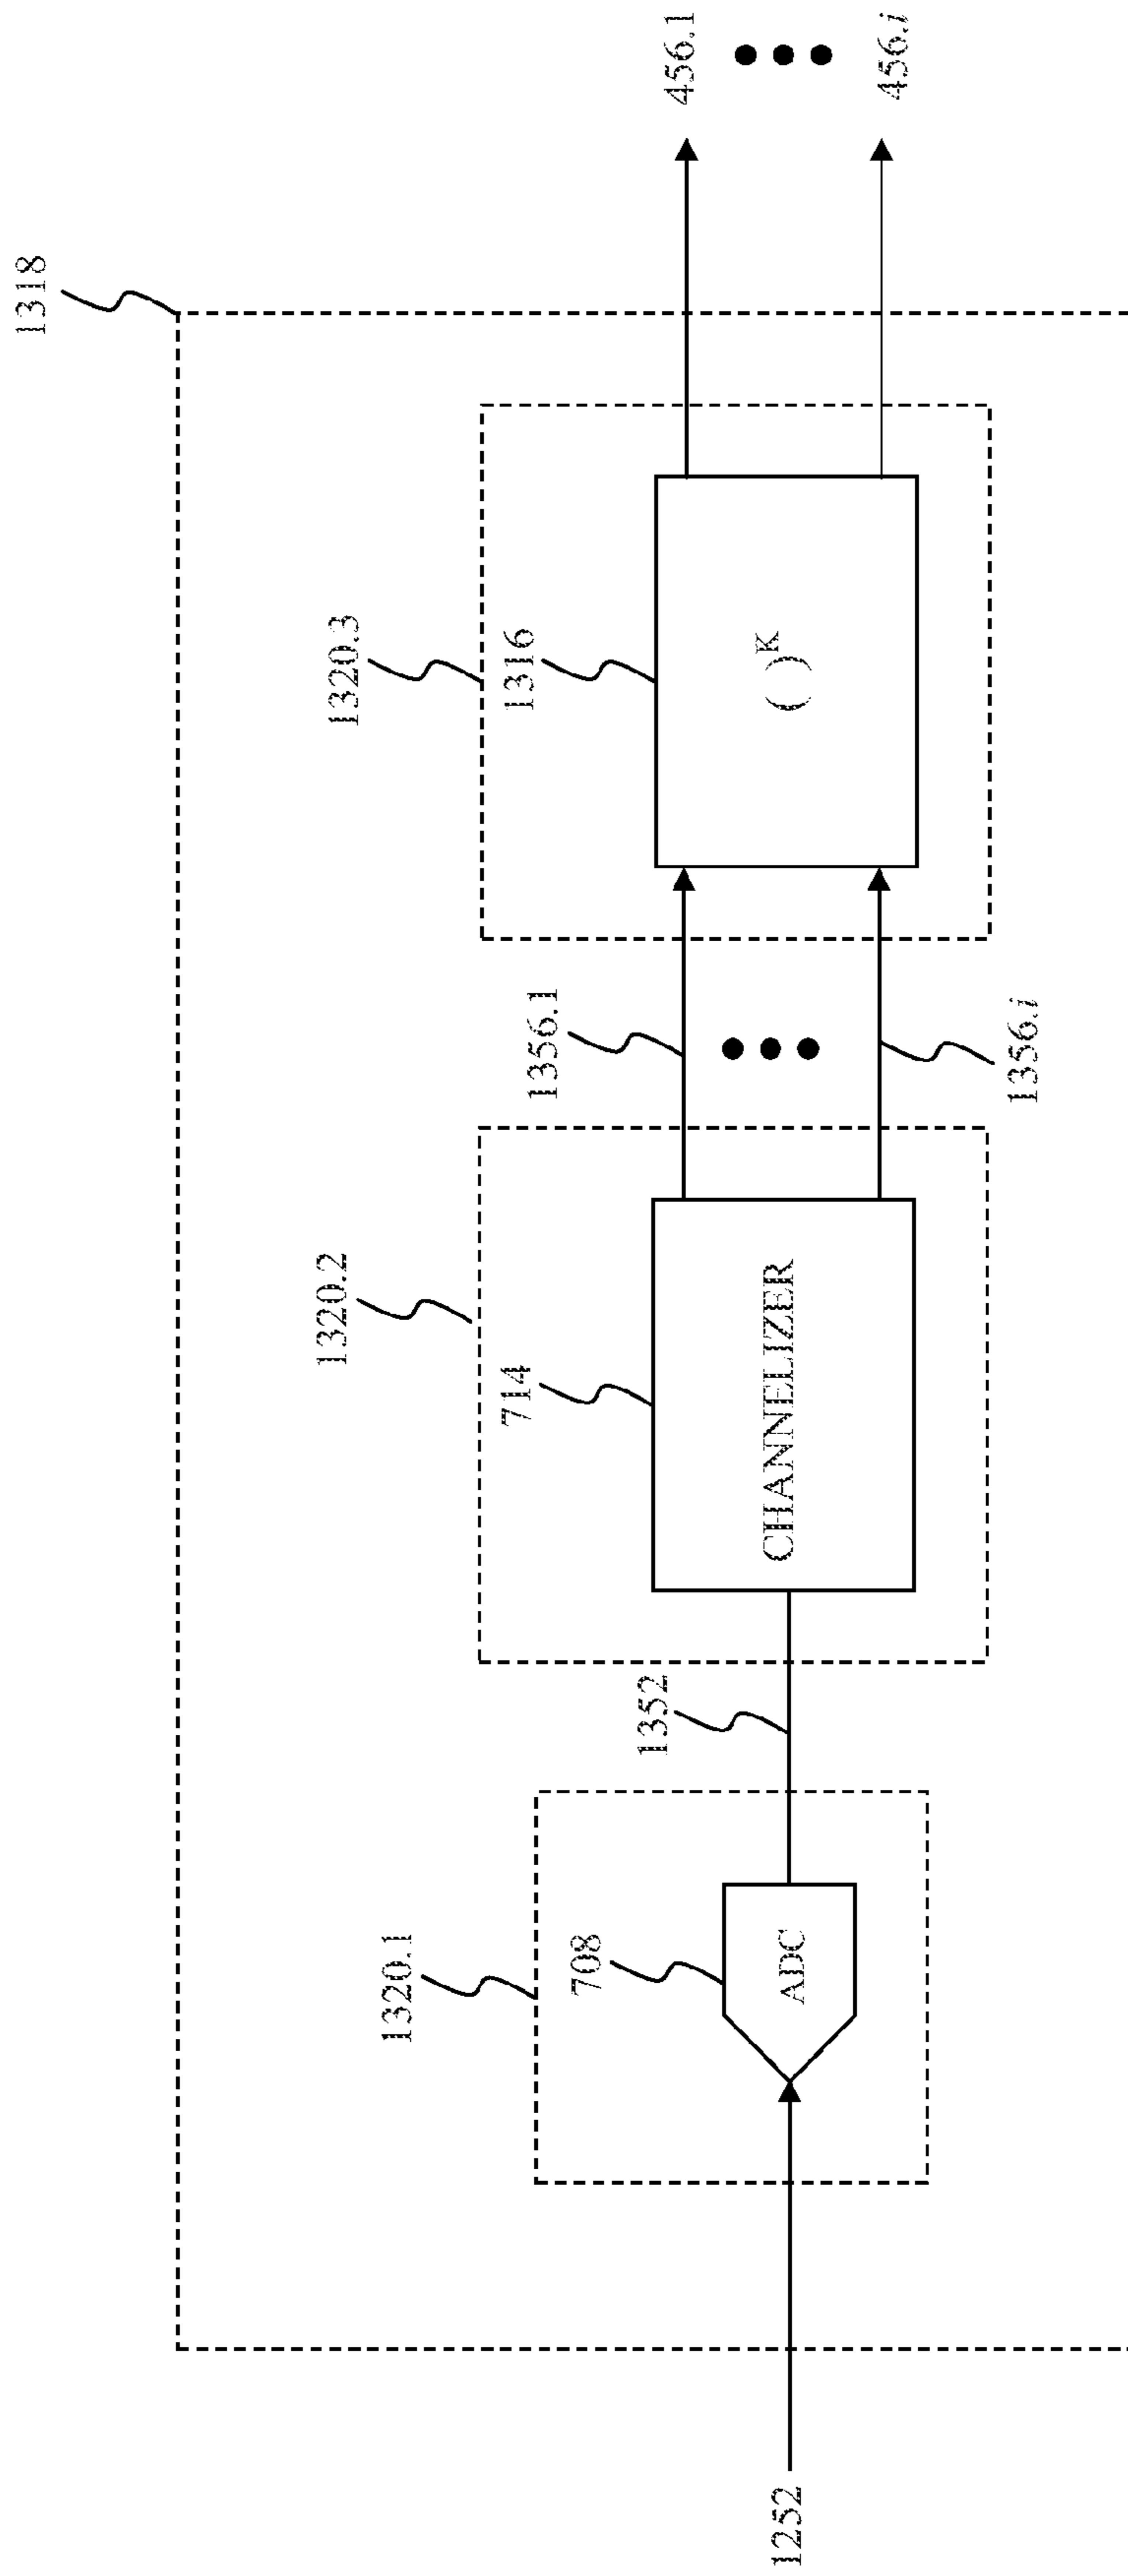 1318
1320.3
1316
( )ᴷ
456.1
456.i
1320.2
714
CHANNELIZER
1356.1
1356.i
1320.1
708
ADC
1352
1252